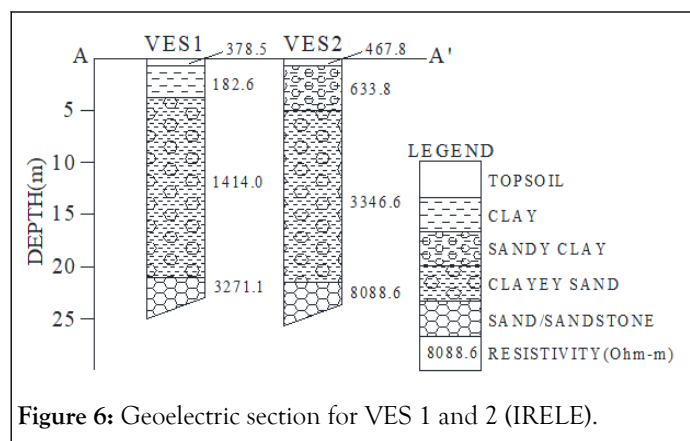 A VES1 378.5 VES2 467.8 A'
182.6 633.8
5
10
1414.0 3346.6
15
20
3271.1 8088.6
25
DEPTH(m)
LEGEND
TOPSOIL
CLAY
SANDY CLAY
CLAYEY SAND
SAND/SANDSTONE
8088.6 RESISTIVITY(Ohm-m)
Figure 6: Geoelectric section for VES 1 and 2 (IRELE).